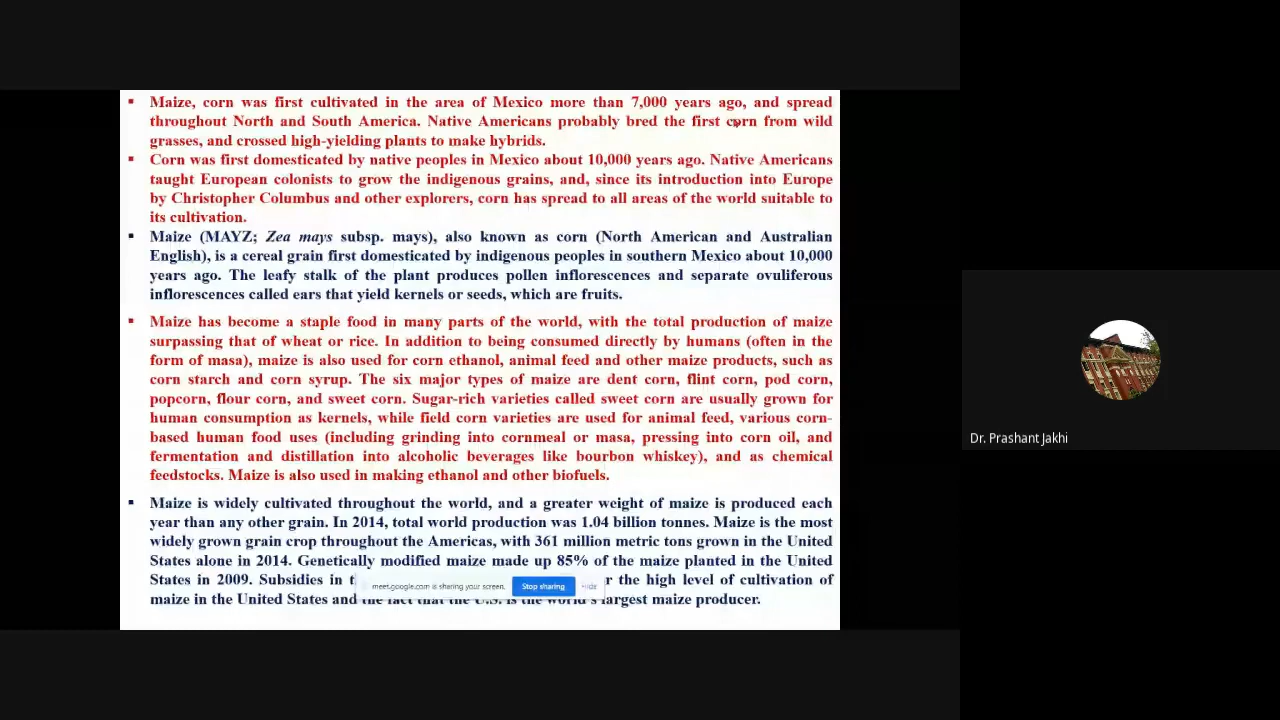 Maize, corn was first cultivated in the area of Mexico more than 7,000 years ago, and spread
throughout North and South America. Native Americans probably bred the first corn from wild
grasses, and crossed high-yielding plants to make hybrids.
Corn was first domesticated by native peoples in Mexico about 10,000 years ago. Native Americans
taught European colonists to grow the indigenous grains, and, since its introduction into Europe
by Christopher Columbus and other explorers, corn has spread to all areas of the world suitable to
its cultivation.
Maize (MAYZ; Zea mays subsp. mays), also known as corn (North American and Australian
English), is a cereal grain first domesticated by indigenous peoples in southern Mexico about 10,000
years ago. The leafy stalk of the plant produces pollen inflorescences and separate ovuliferous
inflorescences called ears that yield kernels or seeds, which are fruits.
Maize has become a staple food in many parts of the world, with the total production of maize
surpassing that of wheat or rice. In addition to being consumed directly by humans (often in the
form of masa), maize is also used for corn ethanol, animal feed and other maize products, such as
corn starch and corn syrup. The six major types of maize are dent corn, flint corn, pod corn,
popcorn, flour corn, and sweet corn. Sugar-rich varieties called sweet corn are usually grown for
human consumption as kernels, while field corn varieties are used for animal feed, various corn-
based human food uses (including grinding into cornmeal or masa, pressing into corn oil, and
fermentation and distillation into alcoholic beverages like bourbon whiskey), and as chemical
feedstocks. Maize is also used in making ethanol and other biofuels.
Maize is widely cultivated throughout the world, and a greater weight of maize is produced each
year than any other grain. In 2014, total world production was 1.04 billion tonnes. Maize is the most
widely grown grain crop throughout the Americas, with 361 million metric tons grown in the United
States alone in 2014. Genetically modified maize made up 85% of the maize planted in the United
States in 2009. Subsidies in the high level of cultivation of
maize in the United States and the fact that the U.S. is the world's largest maize producer.
meet.google.com is sharing your screen. Stop sharing Hide
Dr. Prashant Jakhi